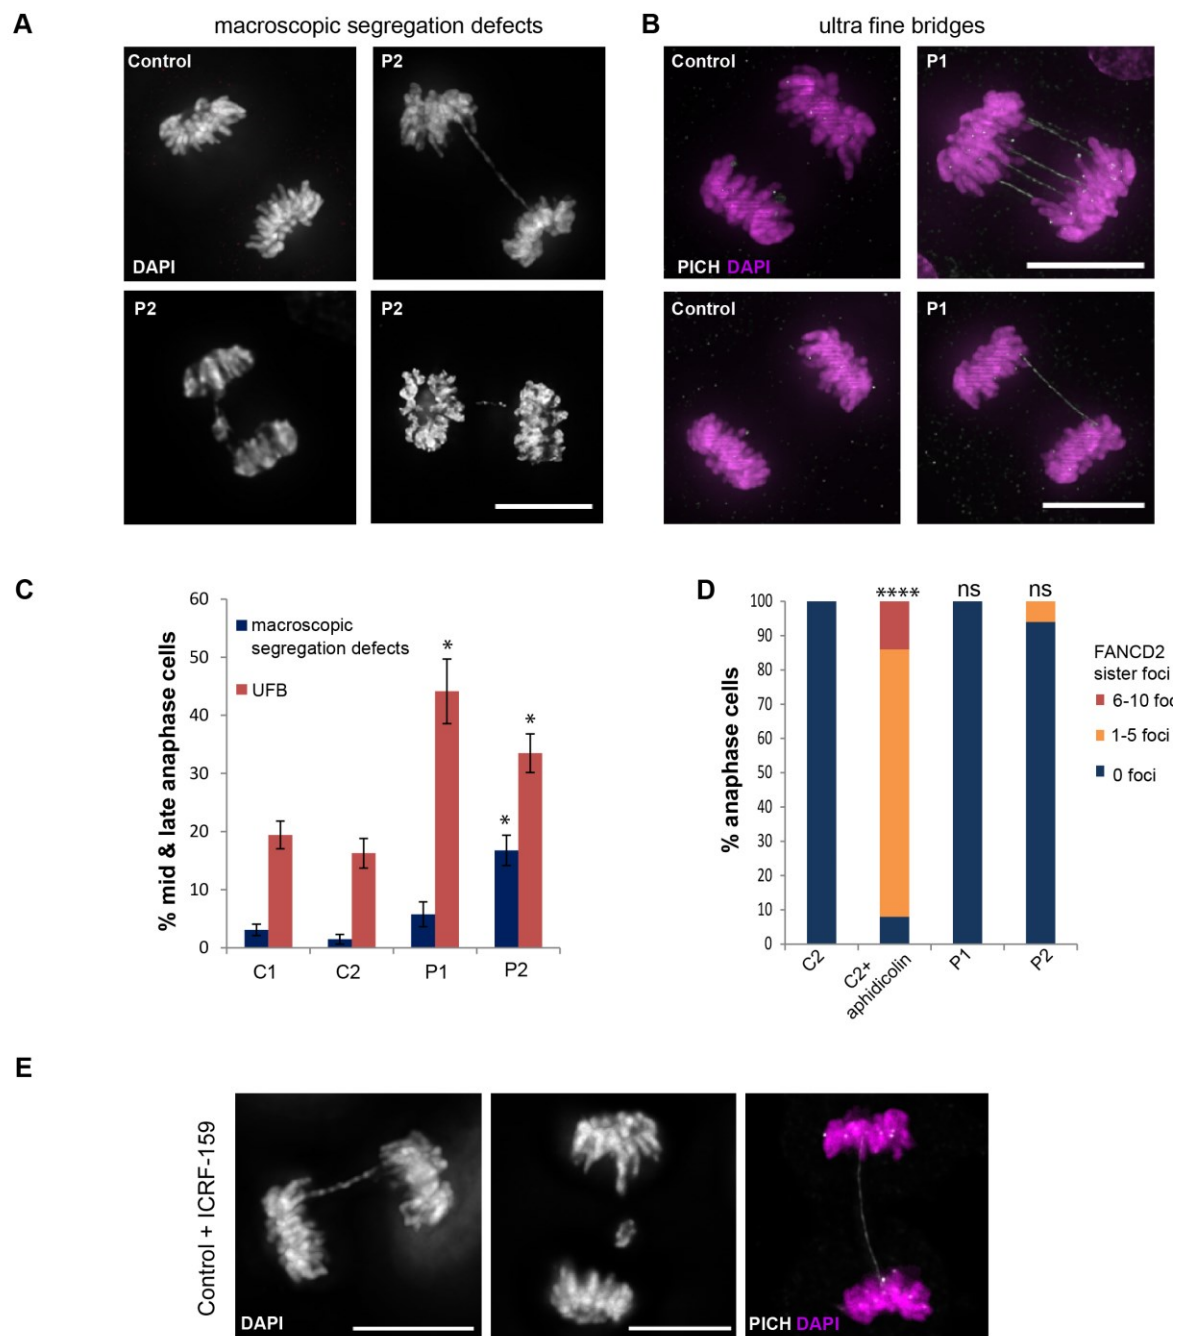 A
macroscopic segregation defects
B
ultra fine bridges
Control
P2
Control
P1
DAPI
PICH DAPI
P2
P2
Control
P1
C
60
50
40
30
20
10
0
% mid & late anaphase cells
macroscopic
segregation defects
UFB
*
*
*
C1
C2
P1
P2
D
100
90
80
70
60
50
40
30
20
10
0
% anaphase cells
****
ns
ns
C2
C2+
aphidicolin
P1
P2
FANCD2
sister foci
6-10 foc
1-5 foci
0 foci
E
Control + ICRF-159
DAPI
PICH DAPI